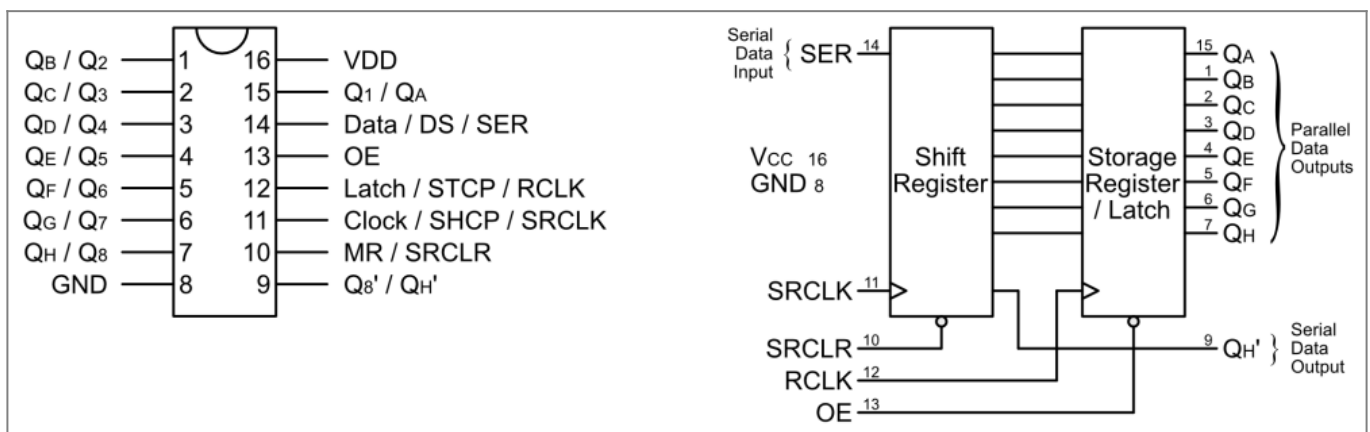 QB / Q2 1 16 VDD
QC / Q3 2 15 Q1 / QA
QD / Q4 3 14 Data / DS / SER
QE / Q5 4 13 OE
QF / Q6 5 12 Latch / STCP / RCLK
QG / Q7 6 11 Clock / SHCP / SRCLK
QH / Q8 7 10 MR / SRCLR
GND 8 9 Q8' / QH'
Serial
Data
Input
{ SER 14
VCC 16
GND 8
Shift
Register
Storage
Register
/ Latch
15 QA
1 QB
2 QC
3 QD
4 QE
5 QF
6 QG
7 QH
Parallel
Data
Outputs
SRCLK 11
SRCLR 10
RCLK 12
OE 13
9 QH' }
Serial
Data
Output